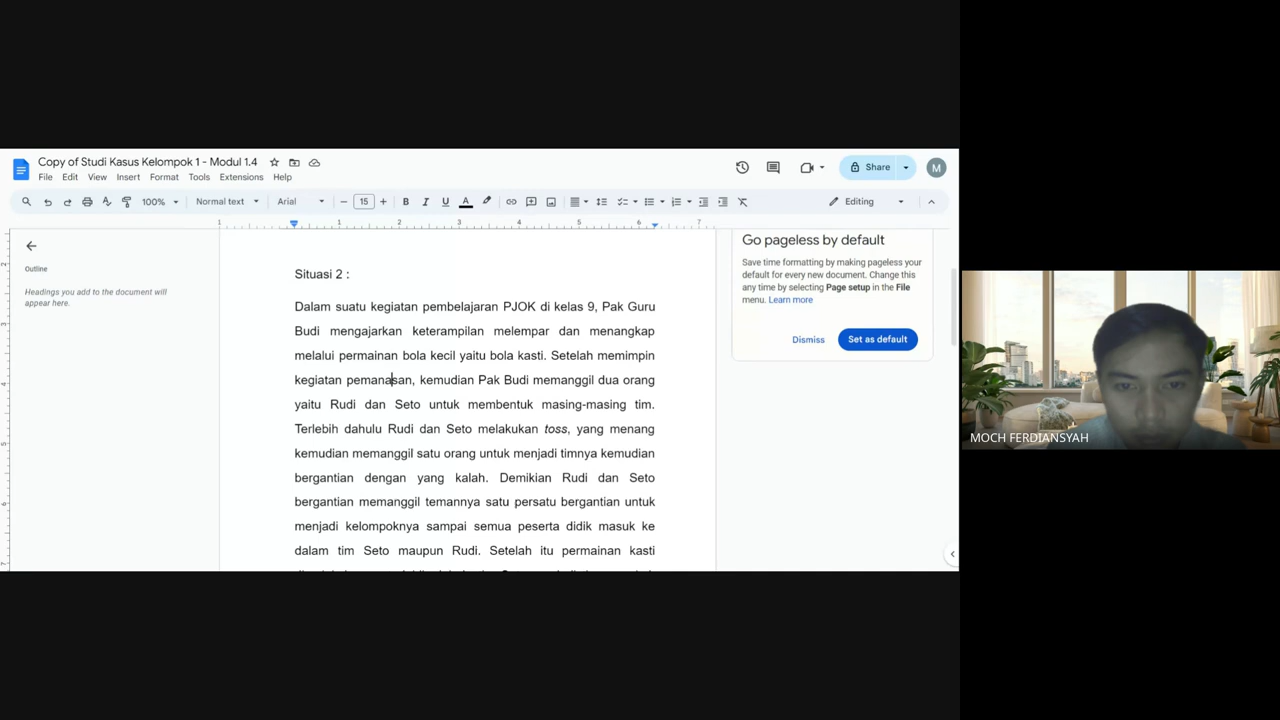 Copy of Studi Kasus Kelompok 1 - Modul 1.4
File Edit View Insert Format Tools Extensions Help
Share
M
100% Normal text Arial 15 B I U A Editing
1 1 2 3 4 5 6 7
Outline
Headings you add to the document will
appear here.
Situasi 2 :
Dalam suatu kegiatan pembelajaran PJOK di kelas 9, Pak Guru
Budi mengajarkan keterampilan melempar dan menangkap
melalui permainan bola kecil yaitu bola kasti. Setelah memimpin
kegiatan pemanasan, kemudian Pak Budi memanggil dua orang
yaitu Rudi dan Seto untuk membentuk masing-masing tim.
Terlebih dahulu Rudi dan Seto melakukan toss, yang menang
kemudian memanggil satu orang untuk menjadi timnya kemudian
bergantian dengan yang kalah. Demikian Rudi dan Seto
bergantian memanggil temannya satu persatu bergantian untuk
menjadi kelompoknya sampai semua peserta didik masuk ke
dalam tim Seto maupun Rudi. Setelah itu permainan kasti
Go pageless by default
Save time formatting by making pageless your
default for every new document. Change this
any time by selecting Page setup in the File
menu. Learn more
Dismiss Set as default
MOCH FERDIANSYAH